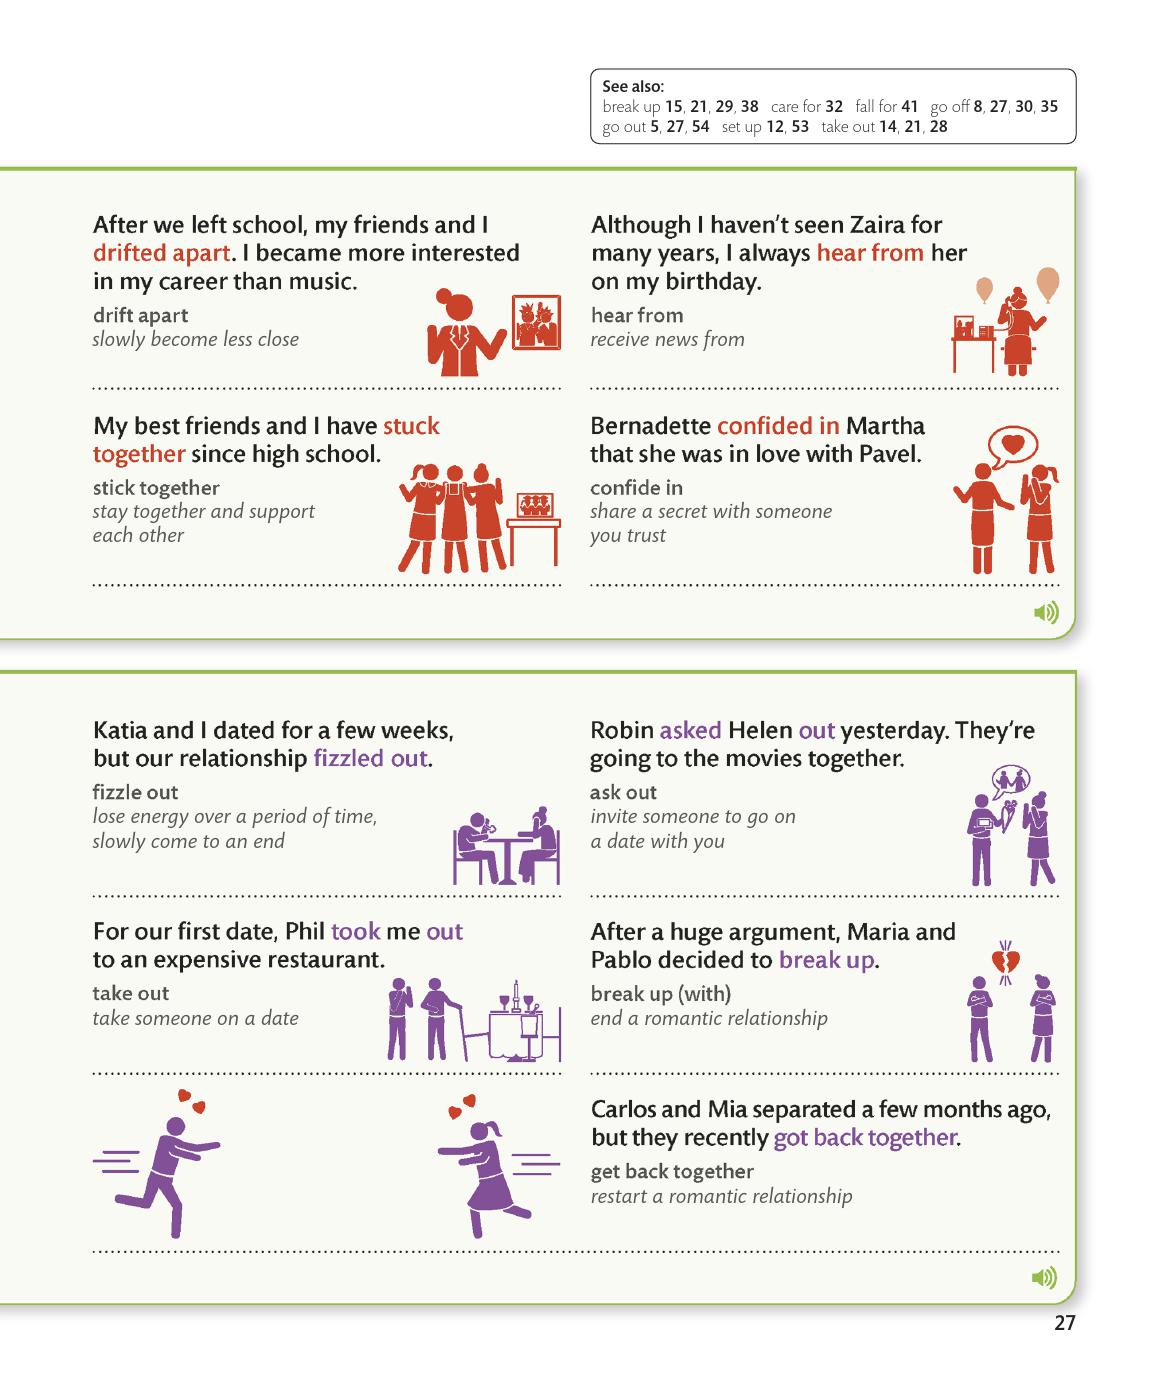 See also:
break up 15, 21, 29, 38 care for 32 fall for 41 go off 8, 27, 30, 35
go out 5, 27, 54 set up 12, 53 take out 14, 21, 28
After we left school, my friends and I
drifted apart. I became more interested
in my career than music.
drift apart
slowly become less close
Although I haven't seen Zaira for
many years, I always hear from her
on my birthday.
hear from
receive news from
My best friends and I have stuck
together since high school.
stick together
stay together and support
each other
Bernadette confided in Martha
that she was in love with Pavel.
confide in
share a secret with someone
you trust
Katia and I dated for a few weeks,
but our relationship fizzled out.
fizzle out
lose energy over a period of time,
slowly come to an end
Robin asked Helen out yesterday. They're
going to the movies together.
ask out
invite someone to go on
a date with you
For our first date, Phil took me out
to an expensive restaurant.
take out
take someone on a date
After a huge argument, Maria and
Pablo decided to break up.
break up (with)
end a romantic relationship
Carlos and Mia separated a few months ago,
but they recently got back together.
get back together
restart a romantic relationship
27